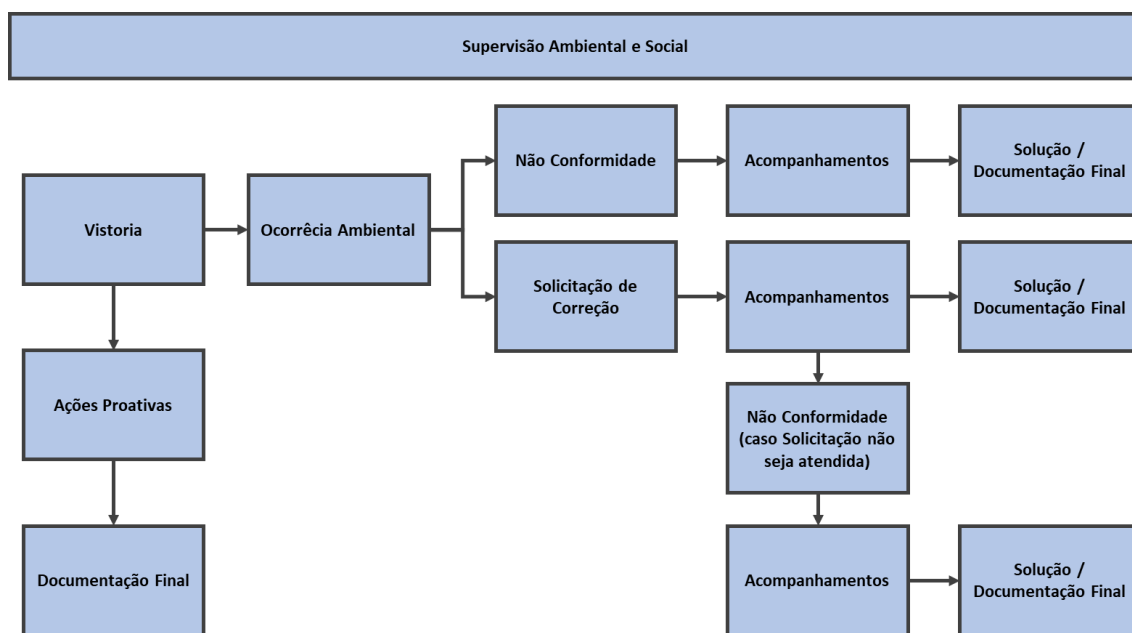 Supervisão Ambiental e Social
Não Conformidade
Acompanhamentos
Solução /
Documentação Final
Vistoria
Ocorrêcia Ambiental
Solicitação de
Correção
Acompanhamentos
Solução /
Documentação Final
Ações Proativas
Não Conformidade
(caso Solicitação não
seja atendida)
Documentação Final
Acompanhamentos
Solução /
Documentação Final